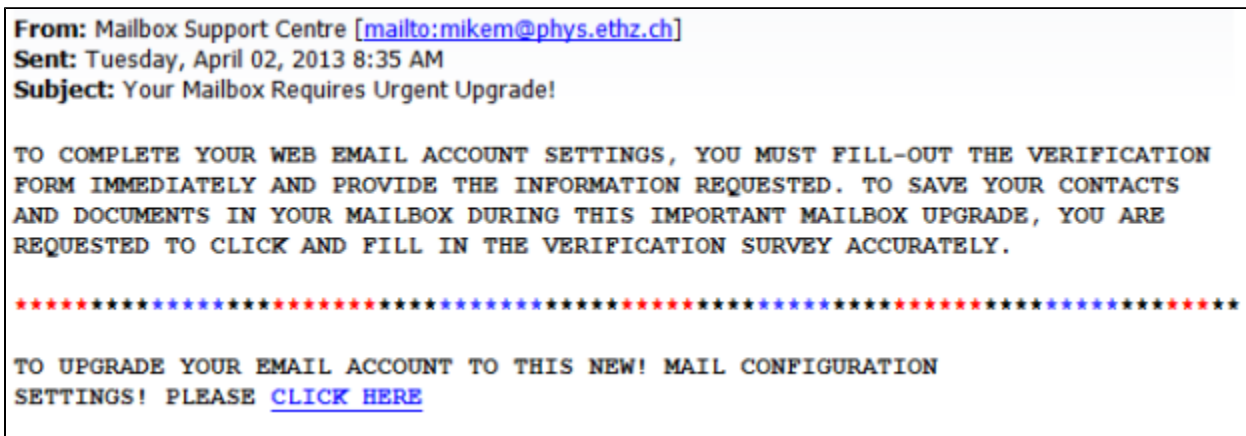 From: Mailbox Support Centre [mailto:mikem@phys.ethz.ch]
Sent: Tuesday, April 02, 2013 8:35 AM
Subject: Your Mailbox Requires Urgent Upgrade!
TO COMPLETE YOUR WEB EMAIL ACCOUNT SETTINGS, YOU MUST FILL-OUT THE VERIFICATION
FORM IMMEDIATELY AND PROVIDE THE INFORMATION REQUESTED. TO SAVE YOUR CONTACTS
AND DOCUMENTS IN YOUR MAILBOX DURING THIS IMPORTANT MAILBOX UPGRADE, YOU ARE
REQUESTED TO CLICK AND FILL IN THE VERIFICATION SURVEY ACCURATELY.
*********************************************************************************
TO UPGRADE YOUR EMAIL ACCOUNT TO THIS NEW! MAIL CONFIGURATION
SETTINGS! PLEASE CLICK HERE